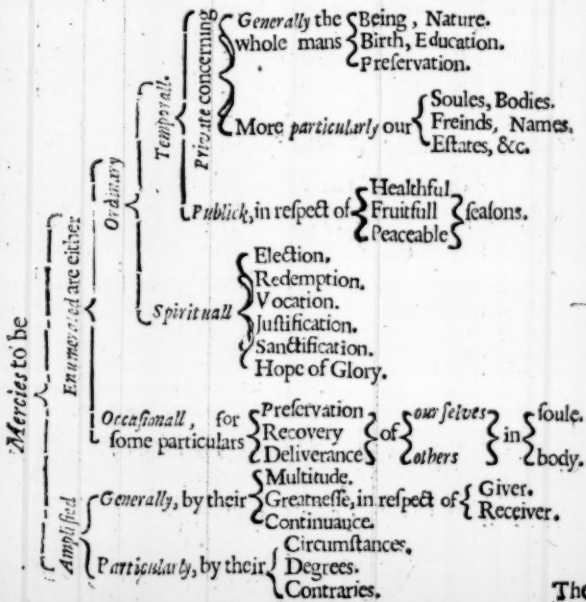 Mercies to be
Enumerated are either
Ordinary
Temporall.
Private concerning
Generally the
whole mans
Being, Nature.
Birth, Education.
Preſervation.
More particularly our
Soules, Bodies.
Freinds, Names.
Eſtates, &c.
Publick, in reſpect of
Healthful
Fruitfull
Peaceable
ſeaſons.
Spirituall
Election.
Redemption.
Vocation.
Juſtification.
Sanctification.
Hope of Glory.
Occaſionall, for
ſome particulars
Preſervation
Recovery
Deliverance
of
our ſelves
others
in
ſoule.
body.
Amplified
Generally, by their
Multitude.
Greatneſſe, in reſpect of
Continuance.
Giver.
Receiver.
Particularly, by their
Circumſtances.
Degrees.
Contraries.
The